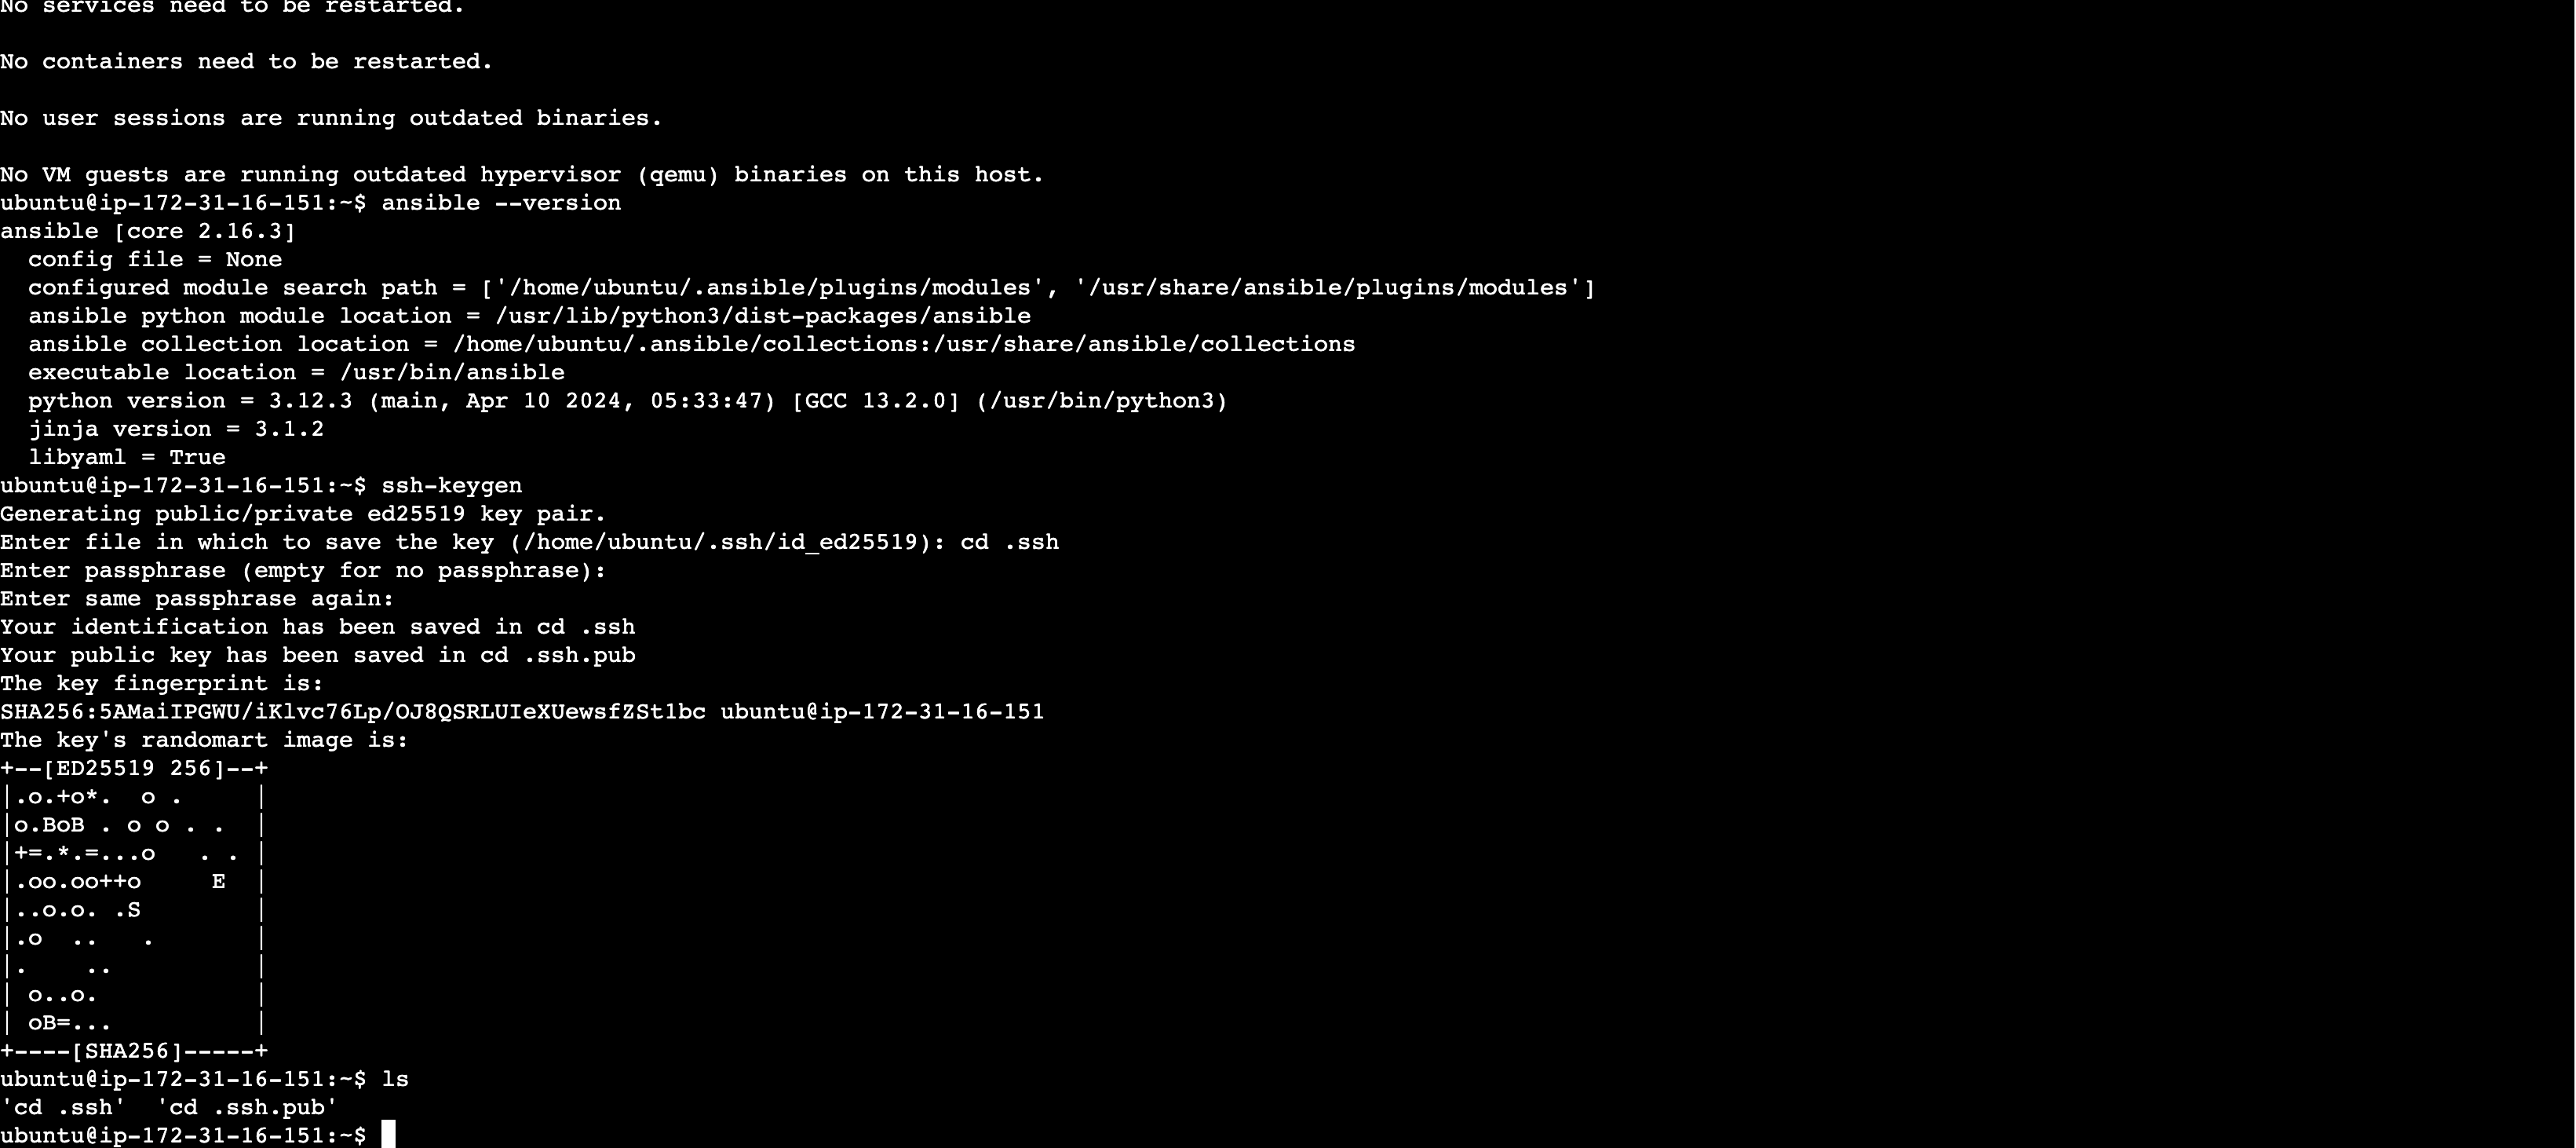 No services need to be restarted.
No containers need to be restarted.
No user sessions are running outdated binaries.
No VM guests are running outdated hypervisor (qemu) binaries on this host.
ubuntu@ip-172-31-16-151:~$ ansible --version
ansible [core 2.16.3]
  config file = None
  configured module search path = ['/home/ubuntu/.ansible/plugins/modules', '/usr/share/ansible/plugins/modules']
  ansible python module location = /usr/lib/python3/dist-packages/ansible
  ansible collection location = /home/ubuntu/.ansible/collections:/usr/share/ansible/collections
  executable location = /usr/bin/ansible
  python version = 3.12.3 (main, Apr 10 2024, 05:33:47) [GCC 13.2.0] (/usr/bin/python3)
  jinja version = 3.1.2
  libyaml = True
ubuntu@ip-172-31-16-151:~$ ssh-keygen
Generating public/private ed25519 key pair.
Enter file in which to save the key (/home/ubuntu/.ssh/id_ed25519): cd .ssh
Enter passphrase (empty for no passphrase):
Enter same passphrase again:
Your identification has been saved in cd .ssh
Your public key has been saved in cd .ssh.pub
The key fingerprint is:
SHA256:5AMaiIPGWU/iKlvc76Lp/OJ8QSRLUIeXUewsfZSt1bc ubuntu@ip-172-31-16-151
The key's randomart image is:
+--[ED25519 256]--+
|.o.+o*.  o .     |
|o.BoB . o o . .  |
|+=.*.=...o   . . |
|.oo.oo++o     E  |
|..o.o. .S        |
|.o  ..   .       |
|.    ..          |
| o..o.           |
| oB=...          |
+----[SHA256]-----+
ubuntu@ip-172-31-16-151:~$ ls
'cd .ssh'  'cd .ssh.pub'
ubuntu@ip-172-31-16-151:~$